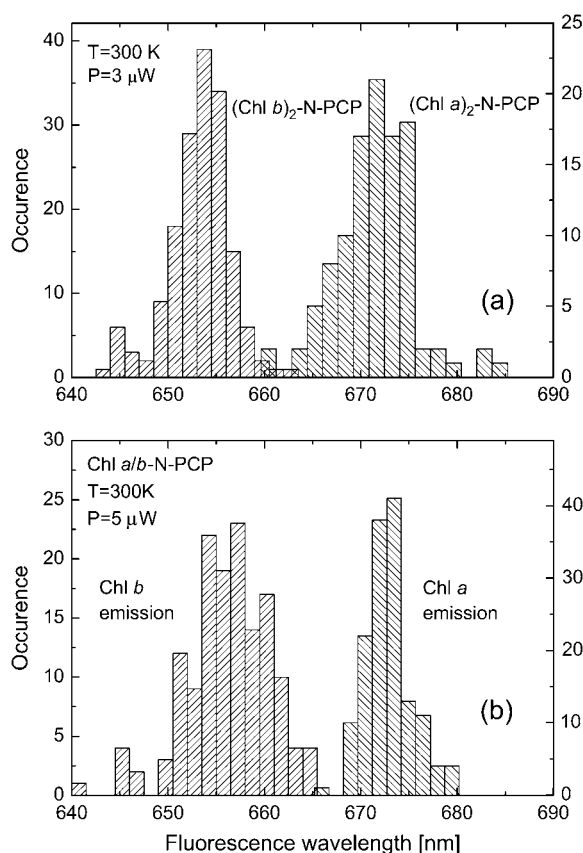 T=300 K
P=3 μW
(Chl b)2-N-PCP
(Chl a)2-N-PCP
(a)
Occurence
40
30
20
10
0
25
20
15
10
5
0
640
650
660
670
680
690
Chl a/b-N-PCP
T=300K
P=5 μW
Chl b
emission
Chl a
emission
(b)
Occurence
30
25
20
15
10
5
0
40
30
20
10
0
640
650
660
670
680
690
Fluorescence wavelength [nm]